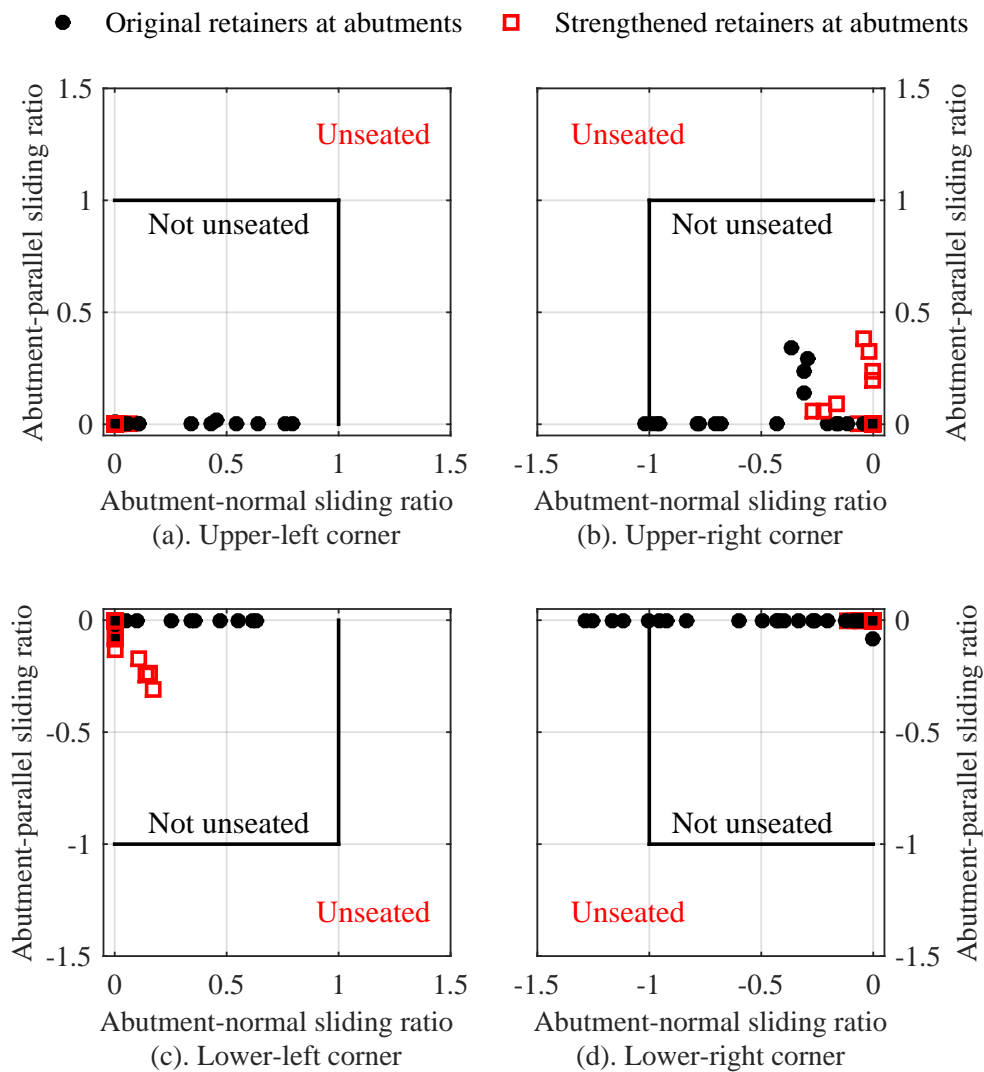 Original retainers at abutments Strengthened retainers at abutments
1.5
1
0.5
0
Abutment-parallel sliding ratio
Unseated
Not unseated
0 0.5 1 1.5
Abutment-normal sliding ratio
(a). Upper-left corner
1.5
1
0.5
0
Abutment-parallel sliding ratio
Unseated
Not unseated
-1.5 -1 -0.5 0
Abutment-normal sliding ratio
(b). Upper-right corner
0
-0.5
-1
-1.5
Abutment-parallel sliding ratio
Not unseated
Unseated
0 0.5 1 1.5
Abutment-normal sliding ratio
(c). Lower-left corner
0
-0.5
-1
-1.5
Abutment-parallel sliding ratio
Not unseated
Unseated
-1.5 -1 -0.5 0
Abutment-normal sliding ratio
(d). Lower-right corner